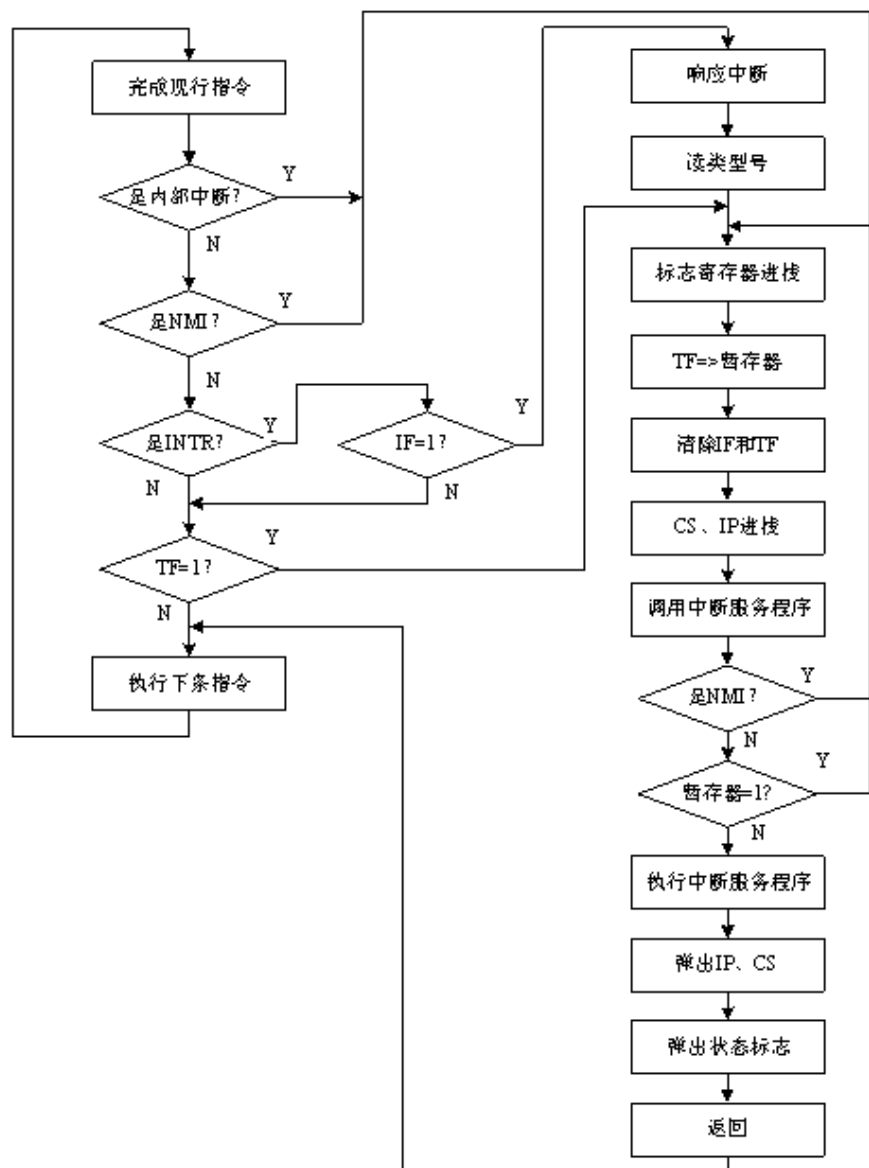 完成现行指令
是内部中断?
Y
N
是NMI?
Y
N
是INTR?
Y
N
IF=1?
Y
N
TF=1?
Y
N
执行下条指令
响应中断
读类型号
标志寄存器进栈
TF=>暂存器
清除IF和TF
CS、IP进栈
调用中断服务程序
是NMI?
Y
N
暂存器=1?
Y
N
执行中断服务程序
弹出IP、CS
弹出状态标志
返回